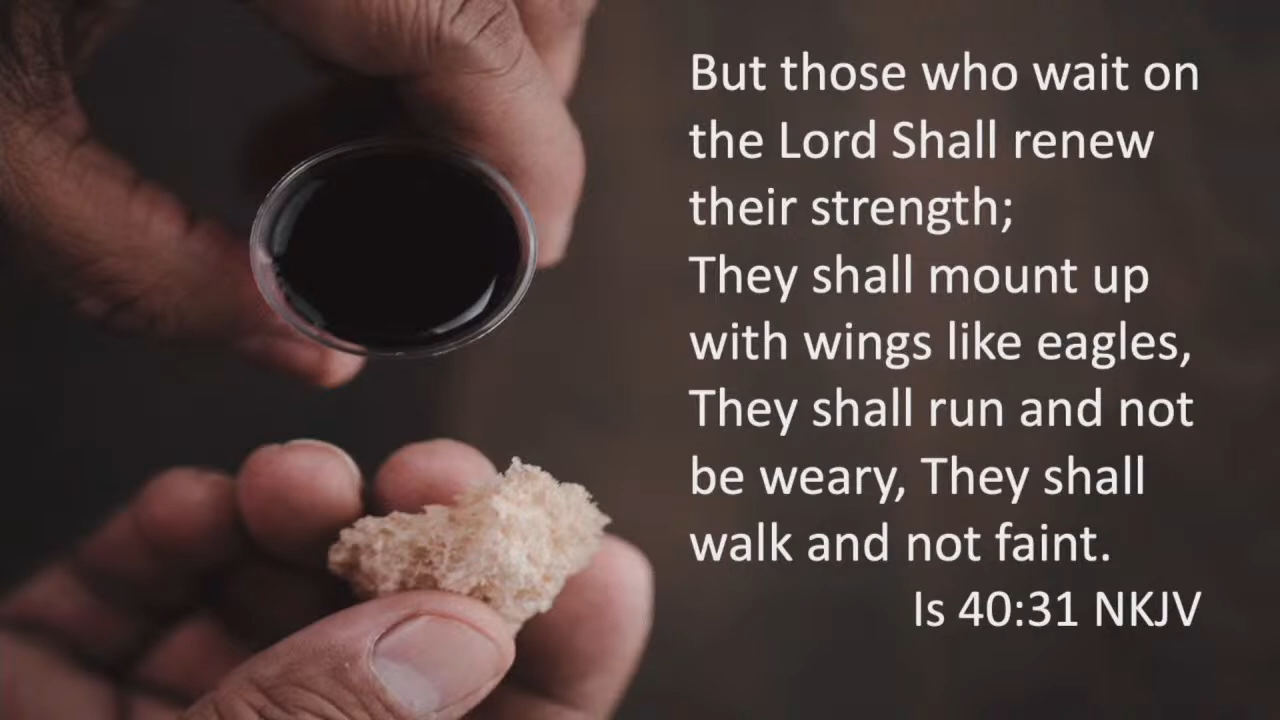 But those who wait on
the Lord Shall renew
their strength;
They shall mount up
with wings like eagles,
They shall run and not
be weary, They shall
walk and not faint.
Is 40:31 NKJV